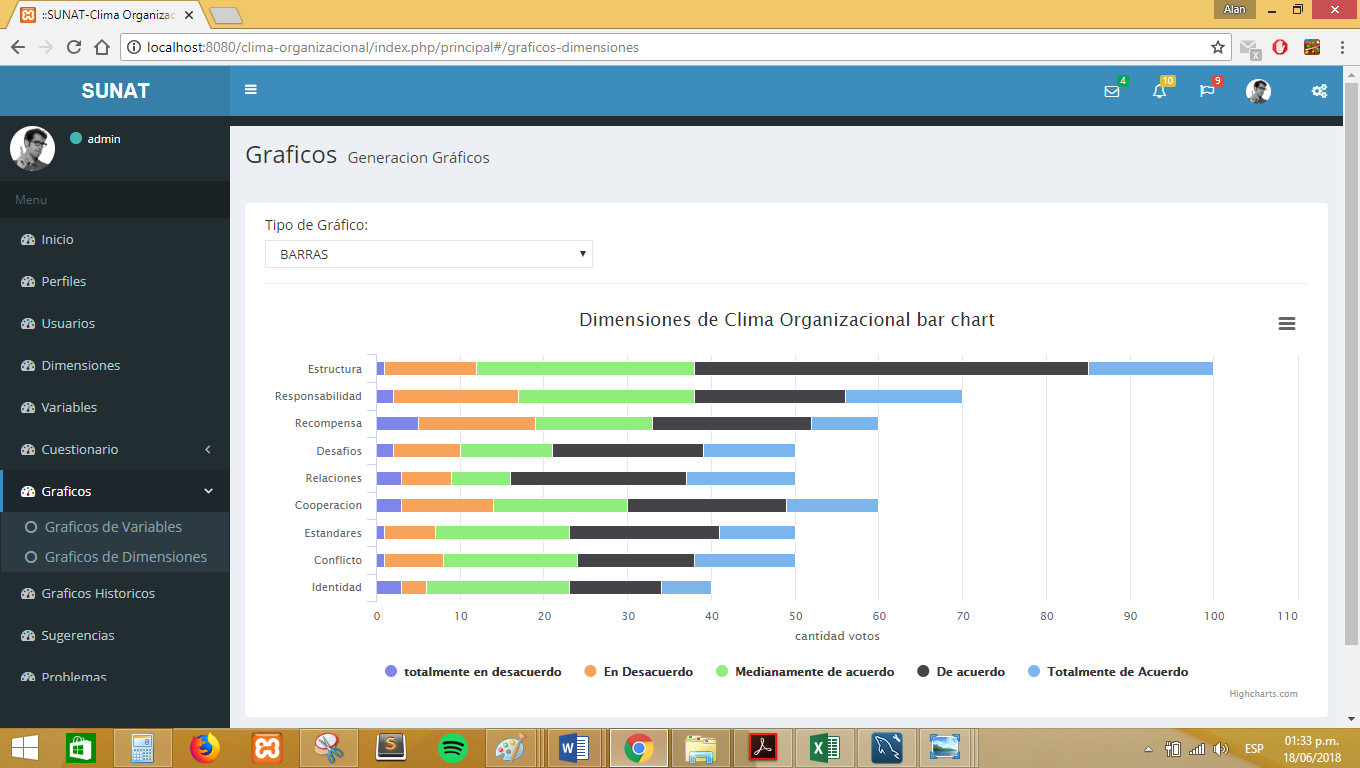 ::SUNAT-Clima Organizac
Alan
localhost:8080/clima-organizacional/index.php/principal#/graficos-dimensiones
SUNAT
4
10
9
admin
Menu
Inicio
Perfiles
Usuarios
Dimensiones
Variables
Cuestionario
Graficos
Graficos de Variables
Graficos de Dimensiones
Graficos Historicos
Sugerencias
Problemas
Graficos Generacion Gráficos
Tipo de Gráfico:
BARRAS
Dimensiones de Clima Organizacional bar chart
Estructura
Responsabilidad
Recompensa
Desafios
Relaciones
Cooperacion
Estandares
Conflicto
Identidad
0 10 20 30 40 50 60 70 80 90 100 110
cantidad votos
totalmente en desacuerdo En Desacuerdo Medianamente de acuerdo De acuerdo Totalmente de Acuerdo
Highcharts.com
ESP
01:33 p.m.
18/06/2018